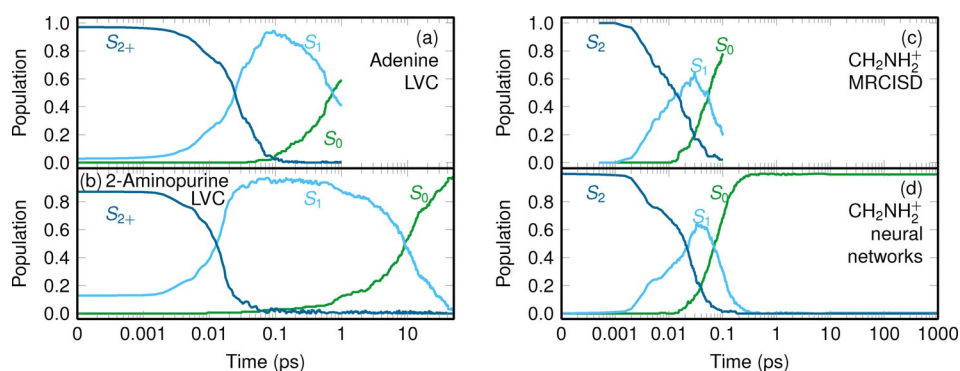 1.0
0.8
0.6
0.4
0.2
0.0
Population
S2+
S1
S0
(a)
Adenine
LVC
1.0
0.8
0.6
0.4
0.2
0.0
Population
S2
S1
S0
(c)
CH2NH2+
MRCISD
0.8
0.6
0.4
0.2
0.0
Population
(b) 2-Aminopurine
LVC
S2+
S1
S0
0 0.001 0.01 0.1 1 10
Time (ps)
0.8
0.6
0.4
0.2
0.0
Population
S2
S1
S0
(d)
CH2NH2+
neural
networks
0 0.001 0.01 0.1 1 10 100 1000
Time (ps)